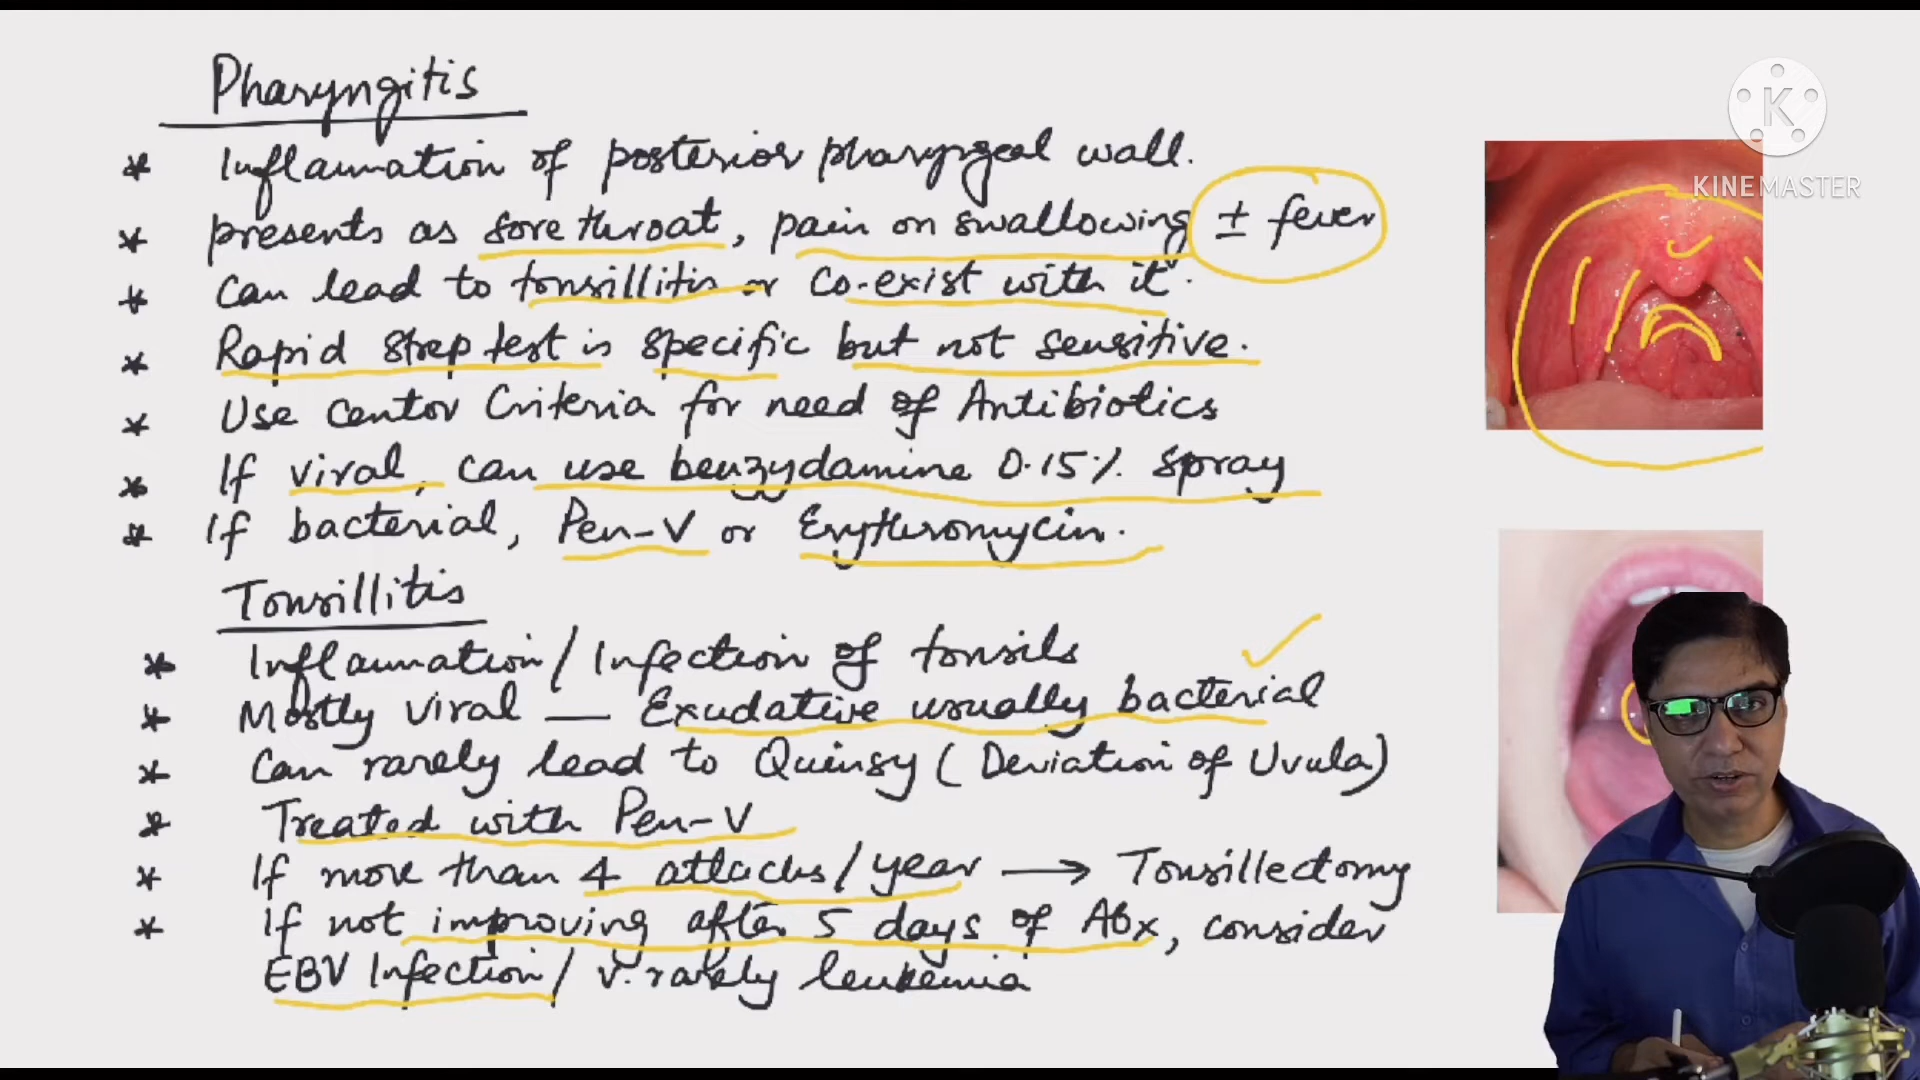 Pharyngitis
* Inflammation of posterior pharyngeal wall.
* presents as sore throat, pain on swallowing ± fever
* can lead to tonsillitis or co-exist with it.
* Rapid strep test is specific but not sensitive.
* Use Centor Criteria for need of Antibiotics
* If viral, can use benzydamine 0.15% spray
* If bacterial, Pen-V or Erythromycin.
Tonsillitis
* Inflammation/Infection of tonsils
* Mostly viral — Exudative usually bacterial
* Can rarely lead to Quinsy (Deviation of Uvula)
* Treated with Pen-V
* If more than 4 attacks/year → Tonsillectomy
* If not improving after 5 days of Abx, consider
EBV Infection/ v. rarely leukemia
K
KINEMASTER